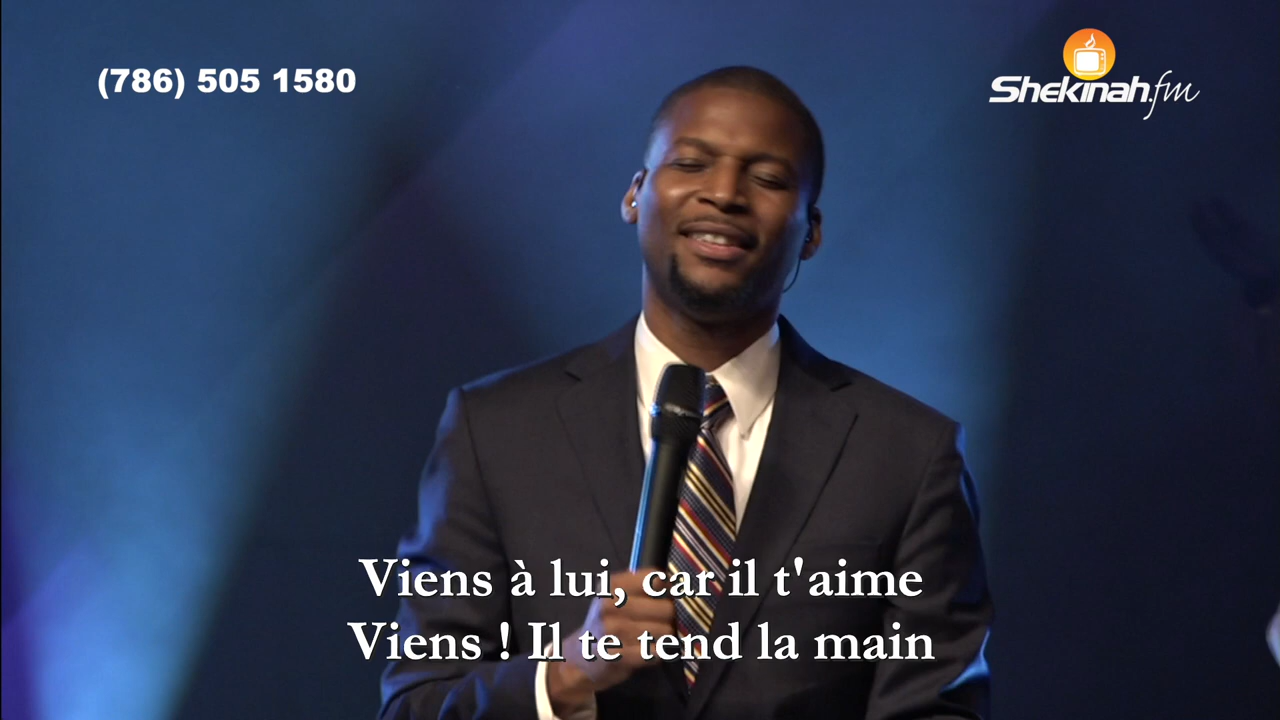 (786) 505 1580
Shekinah.fm
Viens à lui, car il t'aime
Viens ! Il te tend la main